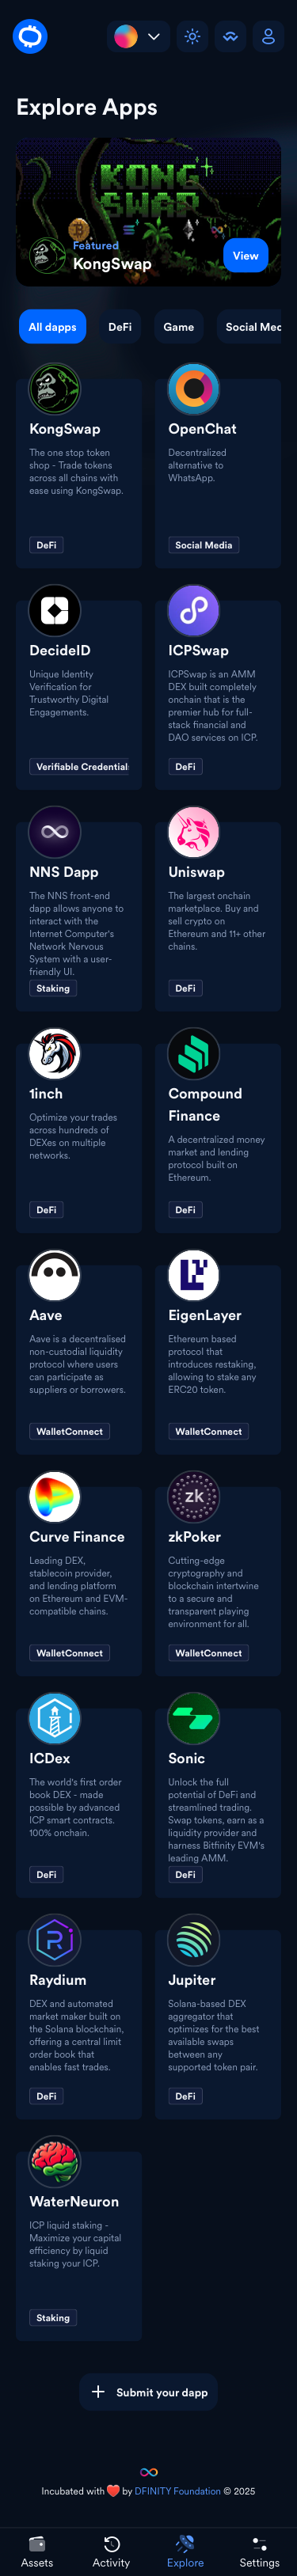 Explore Apps
KONG
SWAP
Featured
KongSwap
View
All dapps
DeFi
Game
Social Med
KongSwap
The one stop token
shop - Trade tokens
across all chains with
ease using KongSwap.
DeFi
OpenChat
Decentralized
alternative to
WhatsApp.
Social Media
DecideID
Unique Identity
Verification for
Trustworthy Digital
Engagements.
Verifiable Credentials
ICPSwap
ICPSwap is an AMM
DEX built completely
onchain that is the
premier hub for full-
stack financial and
DAO services on ICP.
DeFi
NNS Dapp
The NNS front-end
dapp allows anyone to
interact with the
Internet Computer's
Network Nervous
System with a user-
friendly UI.
Staking
Uniswap
The largest onchain
marketplace. Buy and
sell crypto on
Ethereum and 11+ other
chains.
DeFi
1inch
Optimize your trades
across hundreds of
DEXes on multiple
networks.
DeFi
Compound
Finance
A decentralized money
market and lending
protocol built on
Ethereum.
DeFi
Aave
Aave is a decentralised
non-custodial liquidity
protocol where users
can participate as
suppliers or borrowers.
WalletConnect
EigenLayer
Ethereum based
protocol that
introduces restaking,
allowing to stake any
ERC20 token.
WalletConnect
Curve Finance
Leading DEX,
stablecoin provider,
and lending platform
on Ethereum and EVM-
compatible chains.
WalletConnect
zk
zkPoker
Cutting-edge
cryptography and
blockchain intertwine
to a secure and
transparent playing
environment for all.
WalletConnect
ICDex
The world's first order
book DEX - made
possible by advanced
ICP smart contracts.
100% onchain.
DeFi
Sonic
Unlock the full
potential of DeFi and
streamlined trading.
Swap tokens, earn as a
liquidity provider and
harness Bitfinity EVM's
leading AMM.
DeFi
Raydium
DEX and automated
market maker built on
the Solana blockchain,
offering a central limit
order book that
enables fast trades.
DeFi
Jupiter
Solana-based DEX
aggregator that
optimizes for the best
available swaps
between any
supported token pair.
DeFi
WaterNeuron
ICP liquid staking -
Maximize your capital
efficiency by liquid
staking your ICP.
Staking
Submit your dapp
Incubated with ❤️ by DFINITY Foundation © 2025
Assets
Activity
Explore
Settings